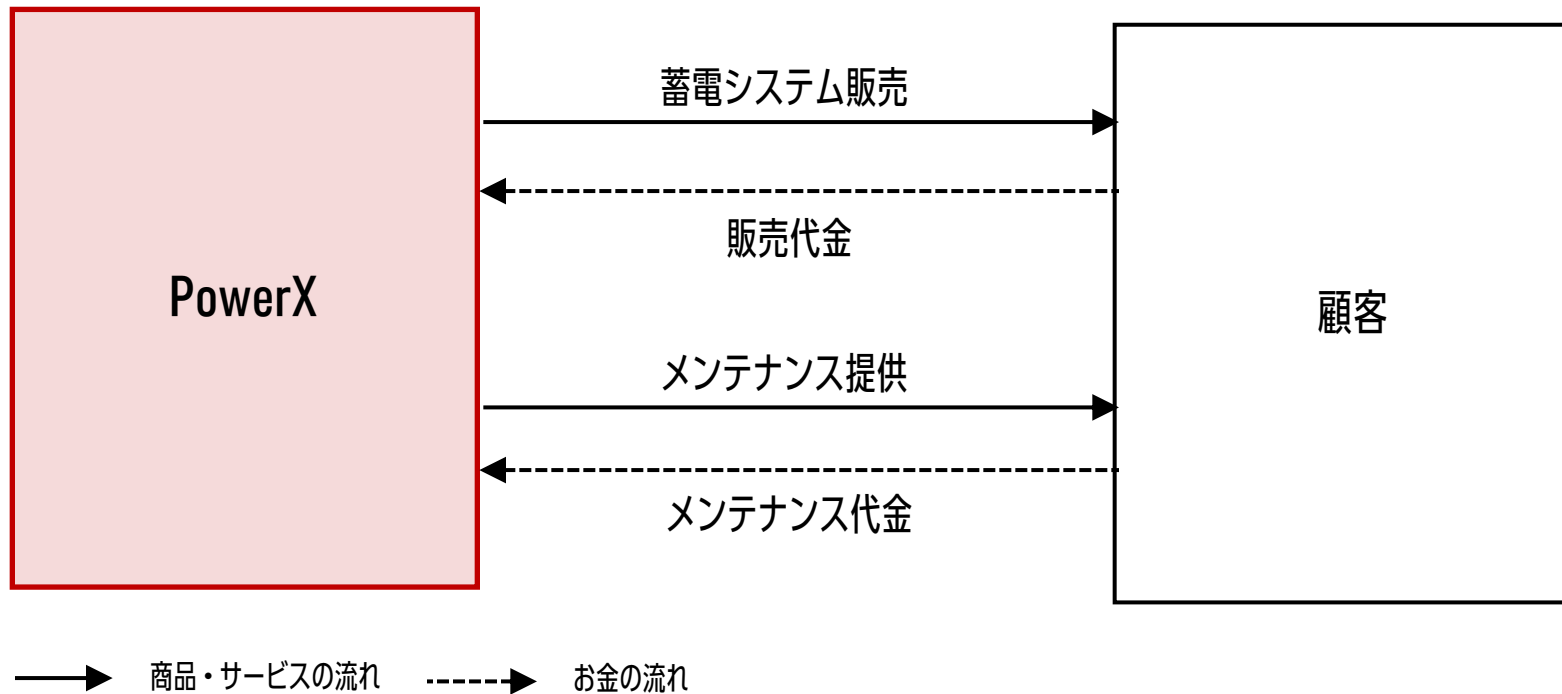 蓄電システム販売
販売代金
PowerX
顧客
メンテナンス提供
メンテナンス代金
商品・サービスの流れ
お金の流れ